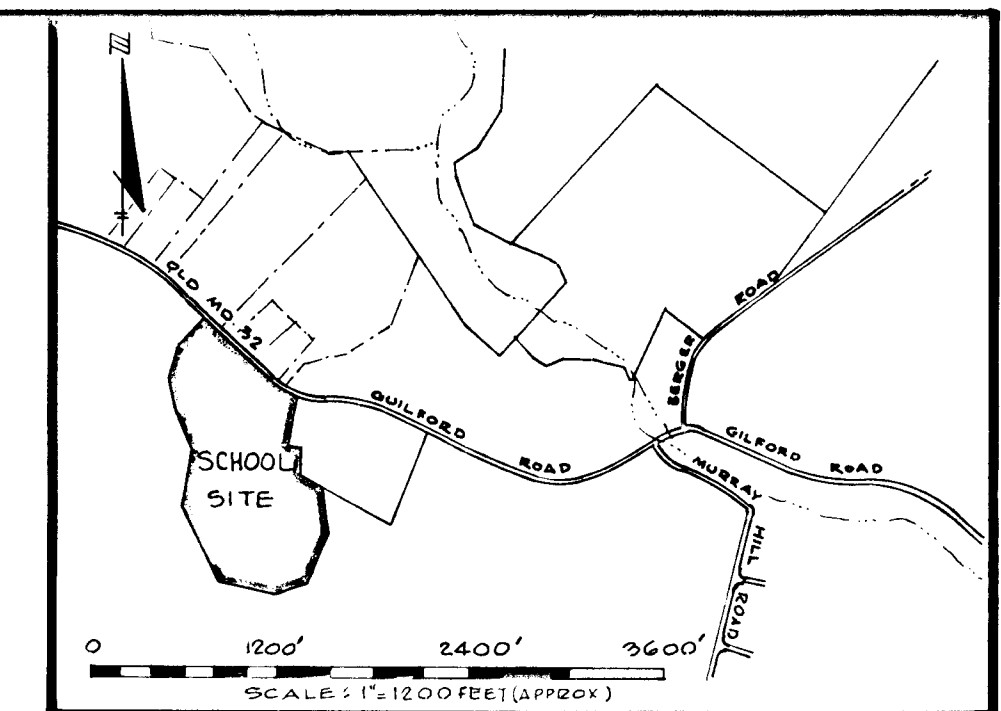 N
OLD MD 32
QUILFORD ROAD
BERGER ROAD
GILFORD ROAD
MURRAY HILL ROAD
SCHOOL
SITE
0 1200' 2400' 3600'
SCALE: 1"=1200 FEET (APPROX)